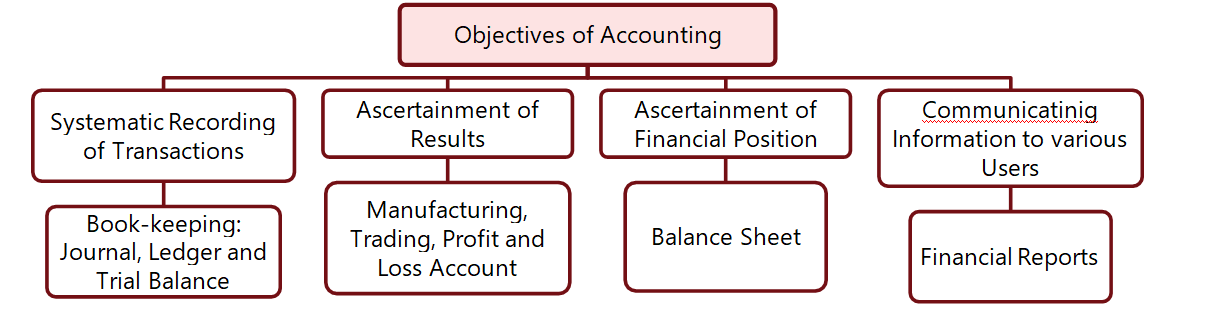 Objectives of Accounting
Systematic Recording
of Transactions
Ascertainment of
Results
Ascertainment of
Financial Position
Communicatinig
Information to various
Users
Book-keeping:
Journal, Ledger and
Trial Balance
Manufacturing,
Trading, Profit and
Loss Account
Balance Sheet
Financial Reports